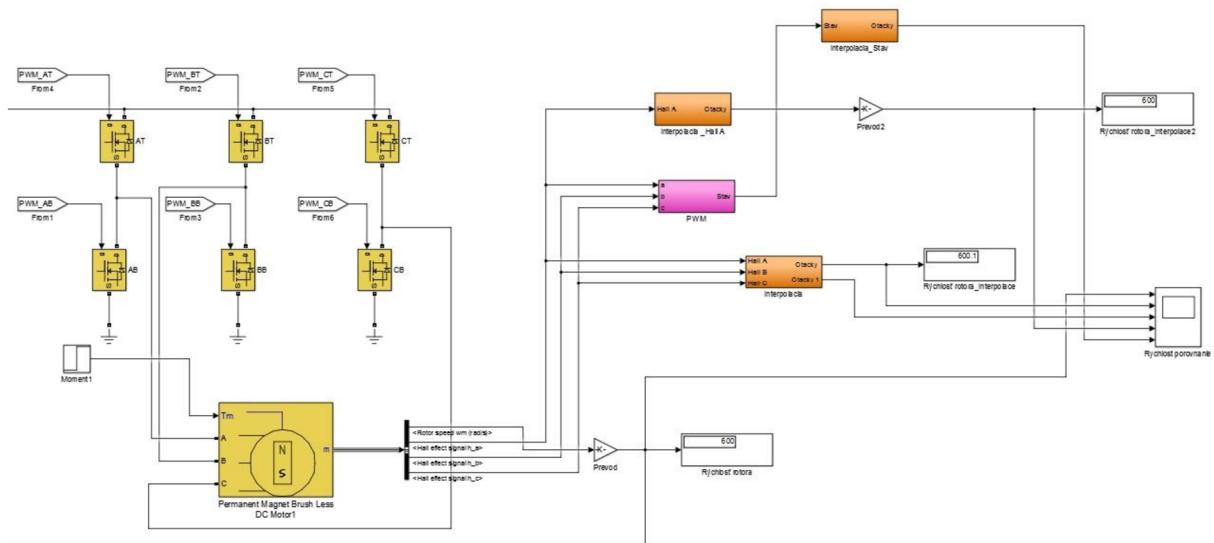 Stav
Otacky
Interpolacia_Stav
PWM_AT
From4
PWM_BT
From2
PWM_CT
From5
Hall A
Otacky
Interpolacia _Hall A
-K-
Prevod2
600
Rýchlosť rotora_Interpolace2
AT
BT
CT
PWM_AB
From1
PWM_BB
From3
PWM_CB
From6
a
b
c
Stav
PWM
AB
BB
CB
Hall A
Hall B
Hall C
Otacky
Otacky 1
Interpolacia
600.1
Rýchlosť rotora_Interpolace
Rýchlosť porovnanie
Moment1
Tm
A
B
C
N
S
m
Permanent Magnet Brush Less
DC Motor1
<Rotor speed wm (rad/s)>
<Hall effect signal h_a>
<Hall effect signal h_b>
<Hall effect signal h_c>
-K-
Prevod
600
Rýchlosť rotora